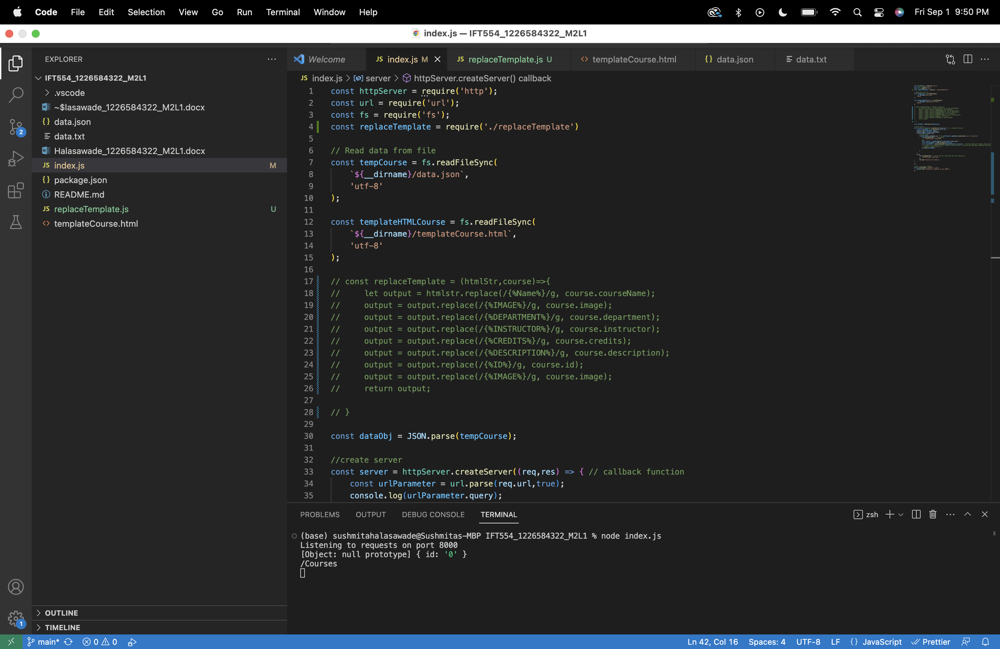 Code File Edit Selection View Go Run Terminal Window Help Fri Sep 1 9:50 PM
index.js — IFT554_1226584322_M2L1
EXPLORER
IFT554_1226584322_M2L1
.vscode
~$lasawade_1226584322_M2L1.docx
{} data.json
data.txt
Halasawade_1226584322_M2L1.docx
JS index.js M
{} package.json
README.md
JS replaceTemplate.js U
<> templateCourse.html
OUTLINE
TIMELINE
2
1
Welcome JS index.js M JS replaceTemplate.js U <> templateCourse.html {} data.json data.txt
JS index.js > server > httpServer.createServer() callback
1 const httpServer = require('http');
2 const url = require('url');
3 const fs = require('fs');
4 const replaceTemplate = require('./replaceTemplate')
5
6 // Read data from file
7 const tempCourse = fs.readFileSync(
8 `${__dirname}/data.json`,
9 'utf-8'
10 );
11
12 const templateHTMLCourse = fs.readFileSync(
13 `${__dirname}/templateCourse.html`,
14 'utf-8'
15 );
16
17 // const replaceTemplate = (htmlStr,course)=>{
18 // let output = htmlstr.replace(/{%Name%}/g, course.courseName);
19 // output = output.replace(/{%IMAGE%}/g, course.image);
20 // output = output.replace(/{%DEPARTMENT%}/g, course.department);
21 // output = output.replace(/{%INSTRUCTOR%}/g, course.instructor);
22 // output = output.replace(/{%CREDITS%}/g, course.credits);
23 // output = output.replace(/{%DESCRIPTION%}/g, course.description);
24 // output = output.replace(/{%ID%}/g, course.id);
25 // output = output.replace(/{%IMAGE%}/g, course.image);
26 // return output;
27
28 // }
29
30 const dataObj = JSON.parse(tempCourse);
31
32 //create server
33 const server = httpServer.createServer((req,res) => { // callback function
34 const urlParameter = url.parse(req.url,true);
35 console.log(urlParameter.query);
PROBLEMS OUTPUT DEBUG CONSOLE TERMINAL zsh
(base) sushmitahalasawade@Sushmitas-MBP IFT554_1226584322_M2L1 % node index.js
Listening to requests on port 8000
[Object: null prototype] { id: '0' }
/Courses
main* 0 0 Ln 42, Col 16 Spaces: 4 UTF-8 LF {} JavaScript Prettier